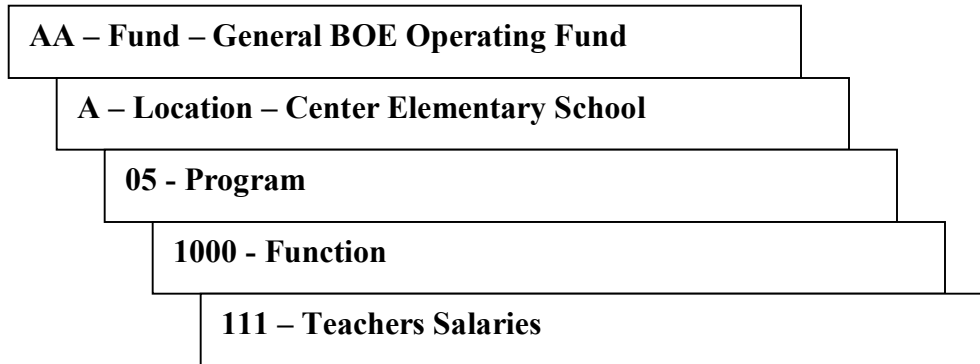 AA – Fund – General BOE Operating Fund
A – Location – Center Elementary School
05 - Program
1000 - Function
111 – Teachers Salaries